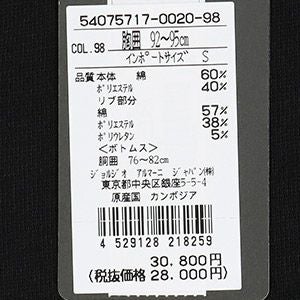 54075717-0020-98
COL.98 胸囲 92～95cm
インポートサイズ S
品質 本体 綿 60%
ポリエステル 40%
リブ部分
綿 57%
ポリエステル 38%
ポリウレタン 5%
<ボトムス>
胴囲 76～82cm
ジョルジオ アルマーニ ジャパン(株)
東京都中央区銀座5-5-4
原産国 カンボジア
4 529128 218259
30.800円
(税抜価格 28.000円)